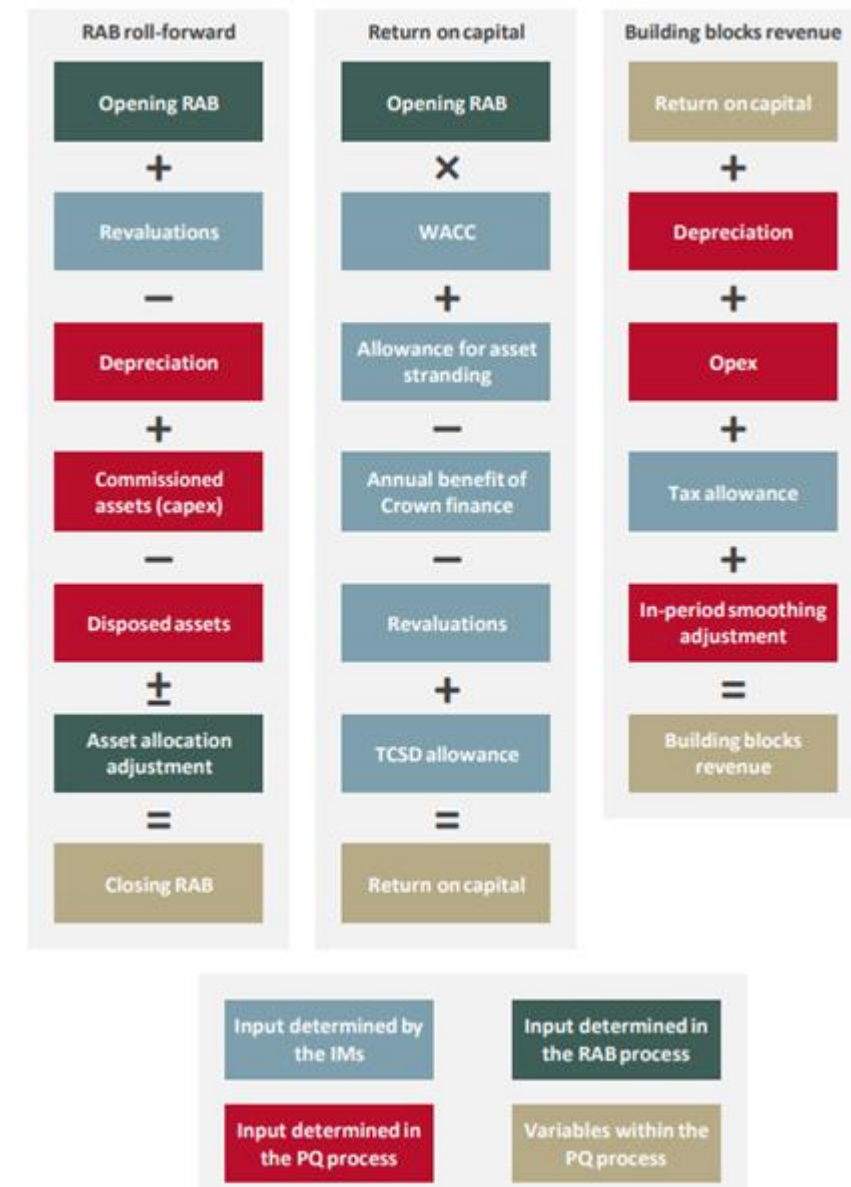 RAB roll-forward
Opening RAB
+
Revaluations
−
Depreciation
+
Commissioned
assets (capex)
−
Disposed assets
±
Asset allocation
adjustment
=
Closing RAB
Return on capital
Opening RAB
×
WACC
+
Allowance for asset
stranding
−
Annual benefit of
Crown finance
−
Revaluations
+
TCSD allowance
=
Return on capital
Building blocks revenue
Return on capital
+
Depreciation
+
Opex
+
Tax allowance
+
In-period smoothing
adjustment
=
Building blocks
revenue
Input determined by
the IMs
Input determined in
the RAB process
Input determined in
the PQ process
Variables within the
PQ process